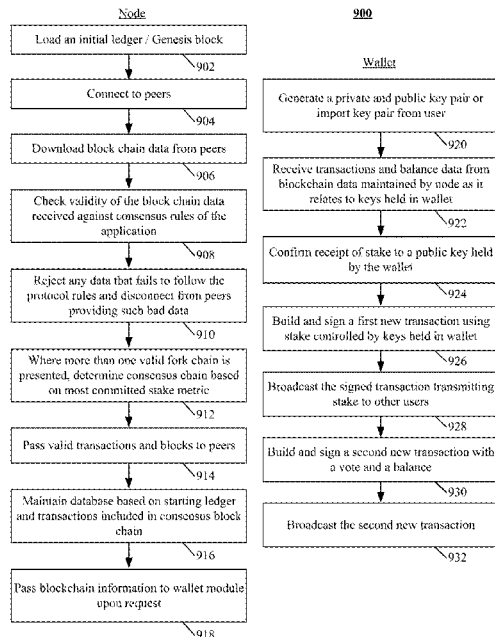 Node
Load an initial ledger / Genesis block
902
Connect to peers
904
Download block chain data from peers
906
Check validity of the block chain data
received against consensus rules of the
application
908
Reject any data that fails to follow the
protocol rules and disconnect from peers
providing such bad data
910
Where more than one valid fork chain is
presented, determine consensus chain based
on most committed stake metric
912
Pass valid transactions and blocks to peers
914
Maintain database based on starting ledger
and transactions included in consensus block
chain
916
Pass blockchain information to wallet module
upon request
918
900
Wallet
Generate a private and public key pair or
import key pair from user
920
Receive transactions and balance data from
blockchain data maintained by node as it
relates to keys held in wallet
922
Confirm receipt of stake to a public key held
by the wallet
924
Build and sign a first new transaction using
stake controlled by keys held in wallet
926
Broadcast the signed transaction transmitting
stake to other users
928
Build and sign a second new transaction with
a vote and a balance
930
Broadcast the second new transaction
932